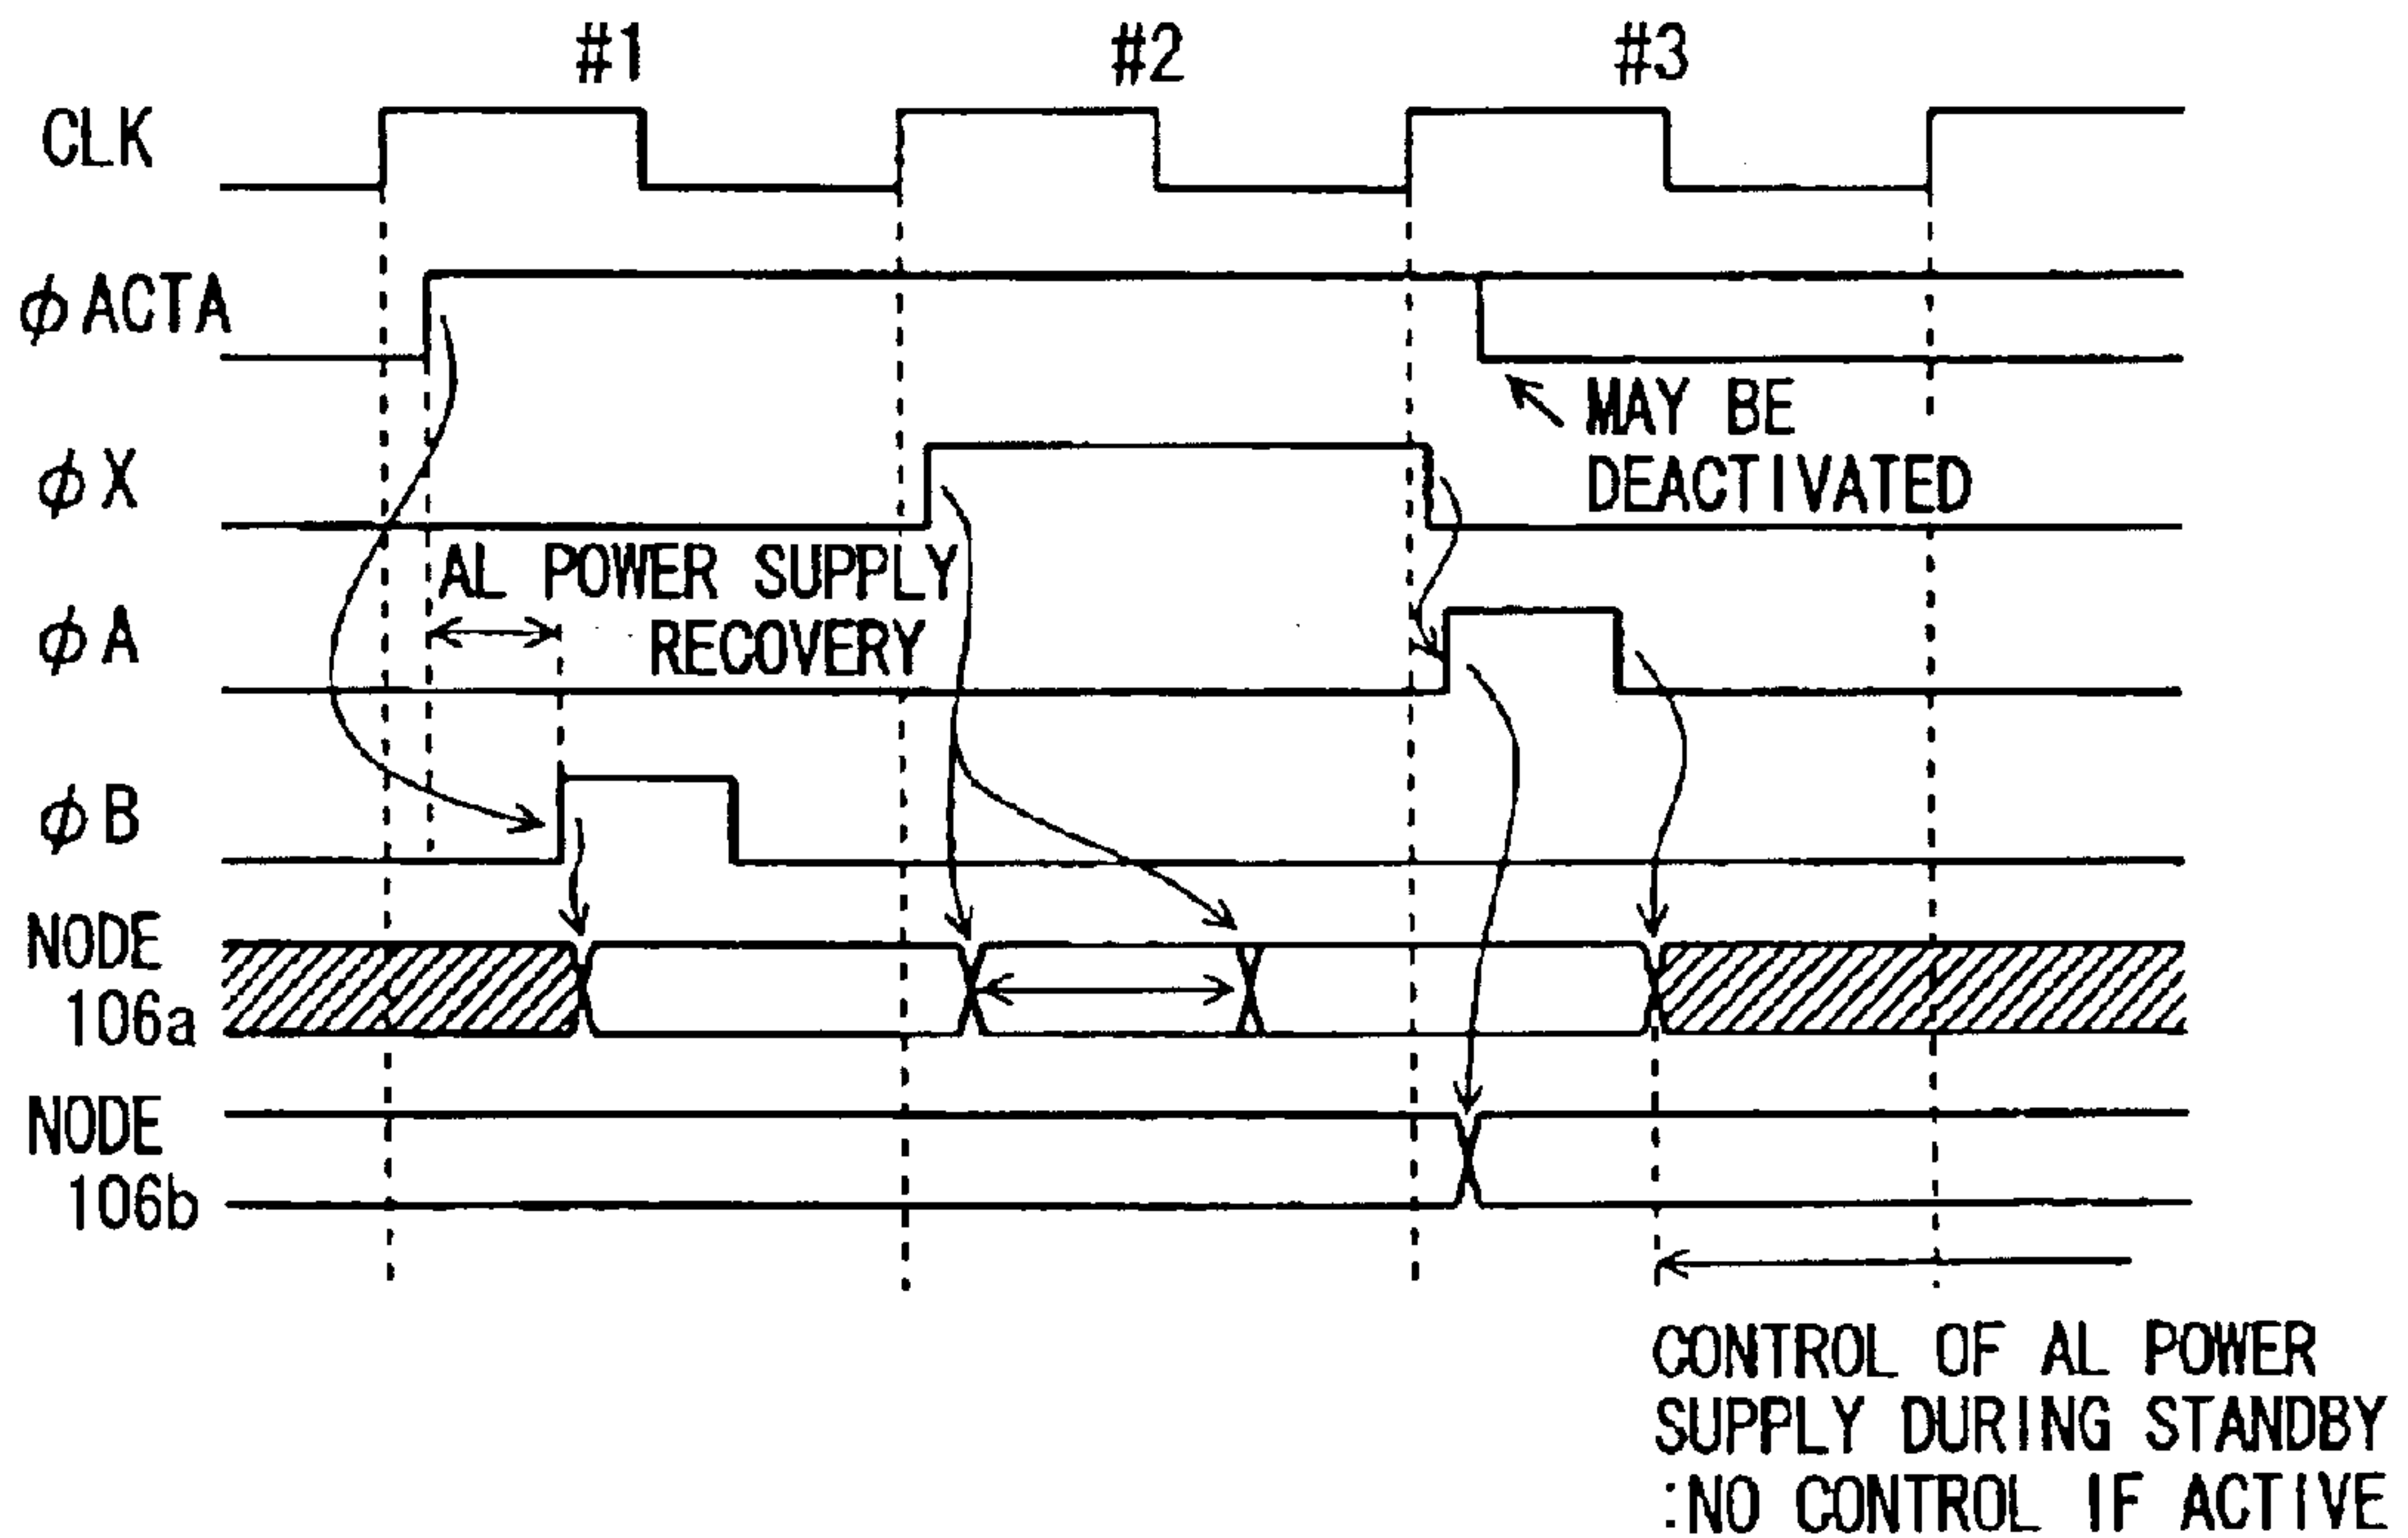 #1 #2 #3
CLK
φACTA
MAY BE
DEACTIVATED
φX
AL POWER SUPPLY
RECOVERY
φA
φB
NODE
106a
NODE
106b
CONTROL OF AL POWER
SUPPLY DURING STANDBY
:NO CONTROL IF ACTIVE